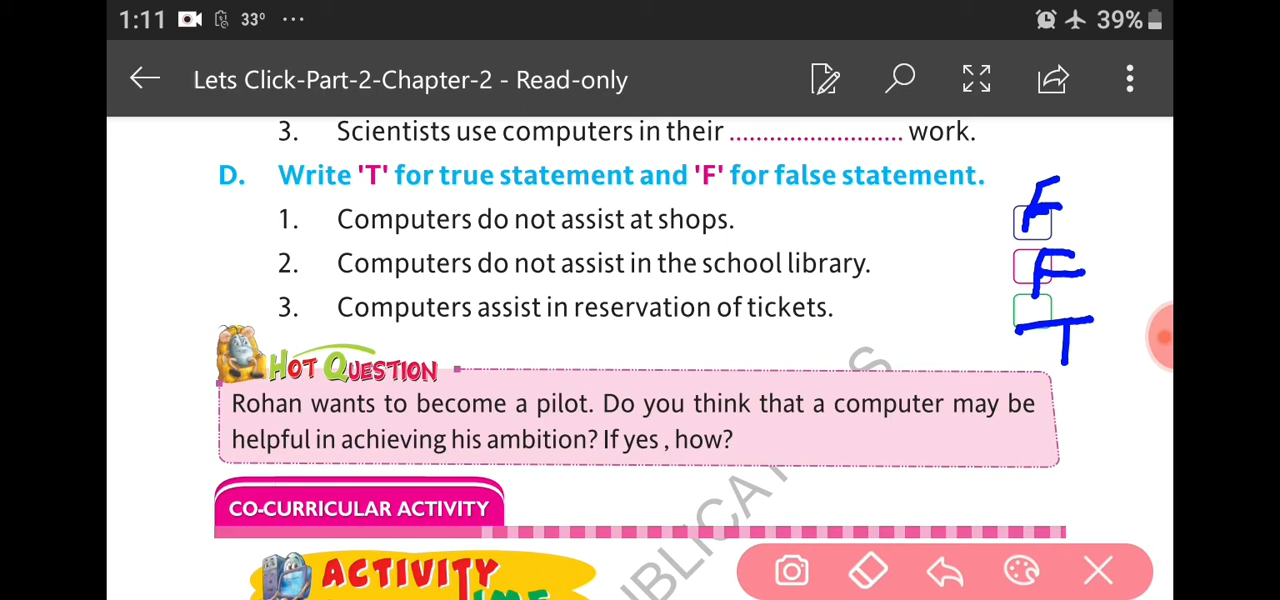 1:11 33° ... 39%
Lets Click-Part-2-Chapter-2 - Read-only
3. Scientists use computers in their .......................... work.
D. Write 'T' for true statement and 'F' for false statement.
1. Computers do not assist at shops. F
2. Computers do not assist in the school library. F
3. Computers assist in reservation of tickets. T
HOT QUESTION
Rohan wants to become a pilot. Do you think that a computer may be
helpful in achieving his ambition? If yes , how?
CO-CURRICULAR ACTIVITY
ACTIVITY
TIME